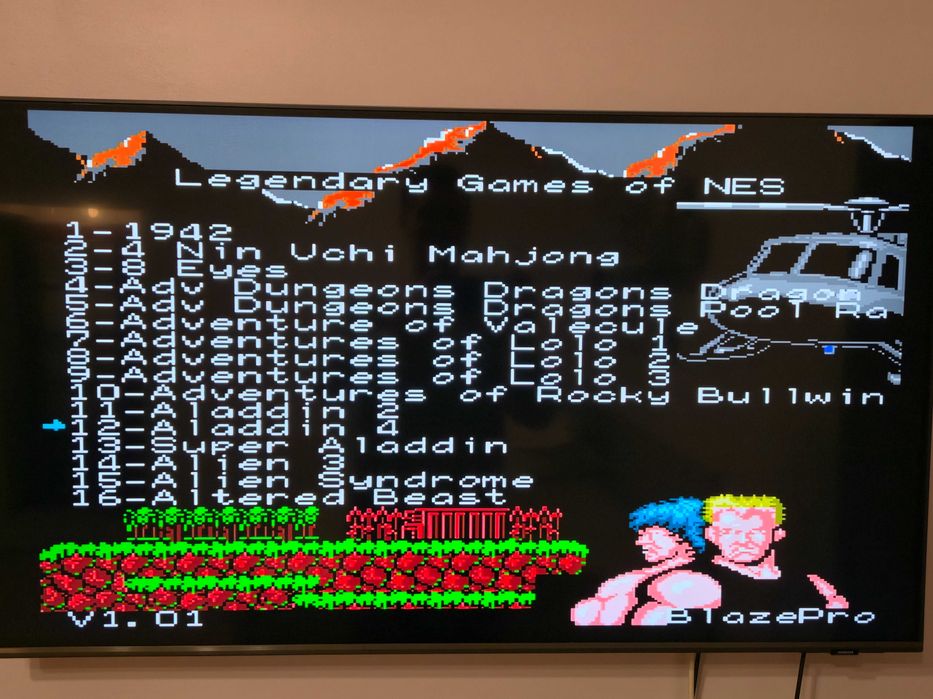 Legendary Games of NES
1-1942
2-4 Nin Uchi Mahjong
3-8 Eyes
4-Adv Dungeons Dragons Dragon
5-Adv Dungeons Dragons Pool Ra
6-Adventure of Valecule
7-Adventures of Lolo 1
8-Adventures of Lolo 2
9-Adventures of Lolo 3
10-Adventures of Rocky Bullwin
11-Aladdin 2
12-Aladdin 4
13-Super Aladdin
14-Alien 3
15-Alien Syndrome
16-Altered Beast
V1.01
BlazePro